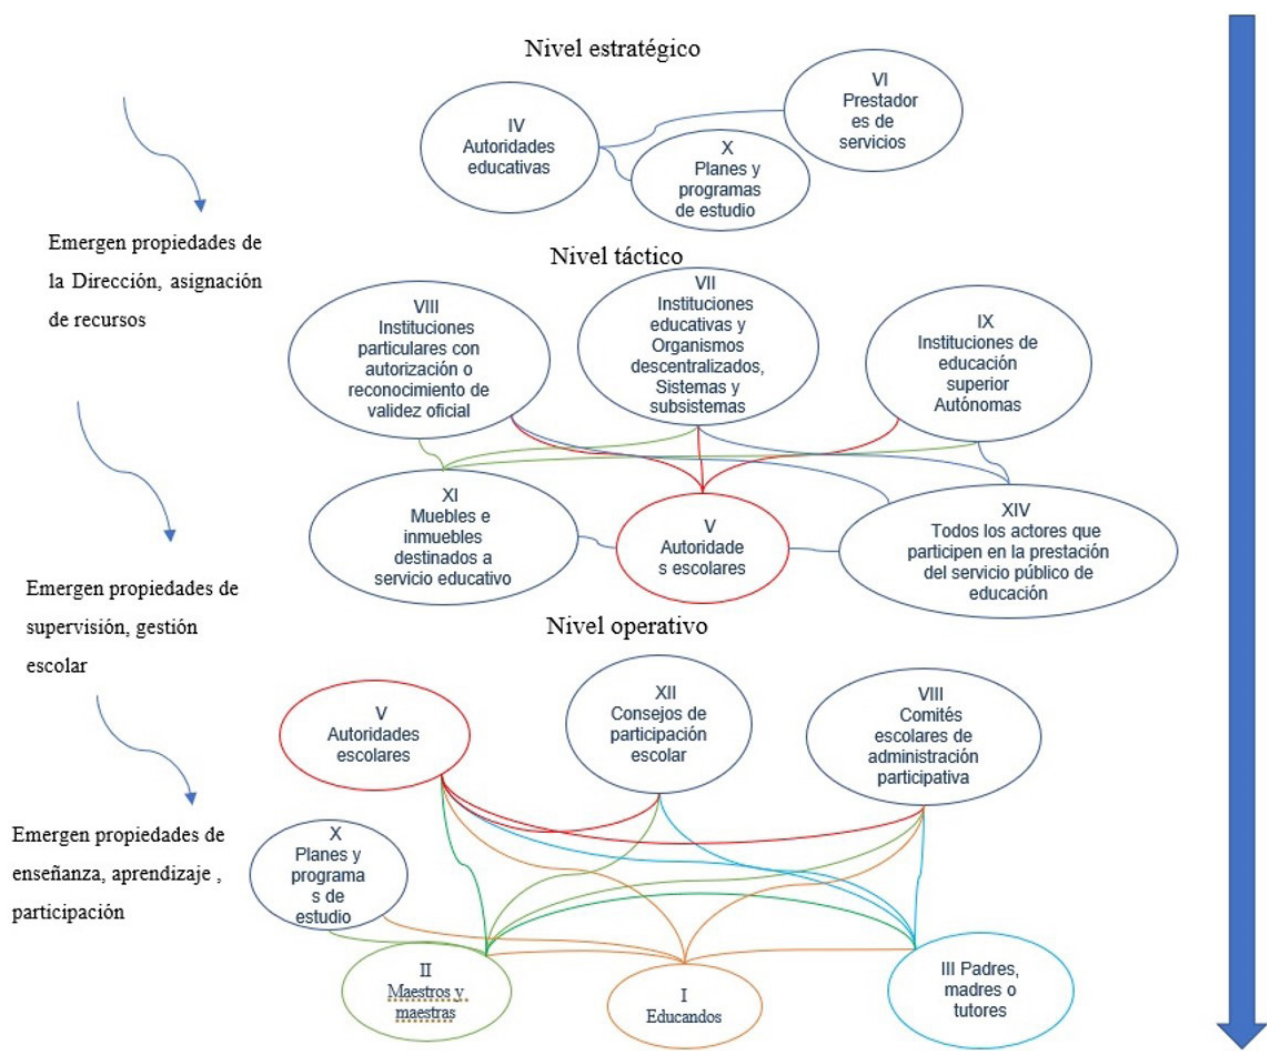 Nivel estratégico
IV
Autoridades
educativas
VI
Prestador
es de
servicios
X
Planes y
programas
de estudio
Emergen propiedades de
la Dirección, asignación
de recursos
Nivel táctico
VIII
Instituciones
particulares con
autorización o
reconocimiento de
validez oficial
VII
Instituciones
educativas y
Organismos
descentralizados,
Sistemas y
subsistemas
IX
Instituciones de
educación
superior
Autónomas
XI
Muebles e
inmuebles
destinados a
servicio educativo
V
Autoridade
s escolares
XIV
Todos los actores que
participen en la prestación
del servicio público de
educación
Emergen propiedades de
supervisión, gestión
escolar
Nivel operativo
V
Autoridades
escolares
XII
Consejos de
participación
escolar
VIII
Comités
escolares de
administración
participativa
Emergen propiedades de
enseñanza, aprendizaje ,
participación
X
Planes y
programa
s de
estudio
II
Maestros y
maestras
I
Educandos
III Padres,
madres o
tutores